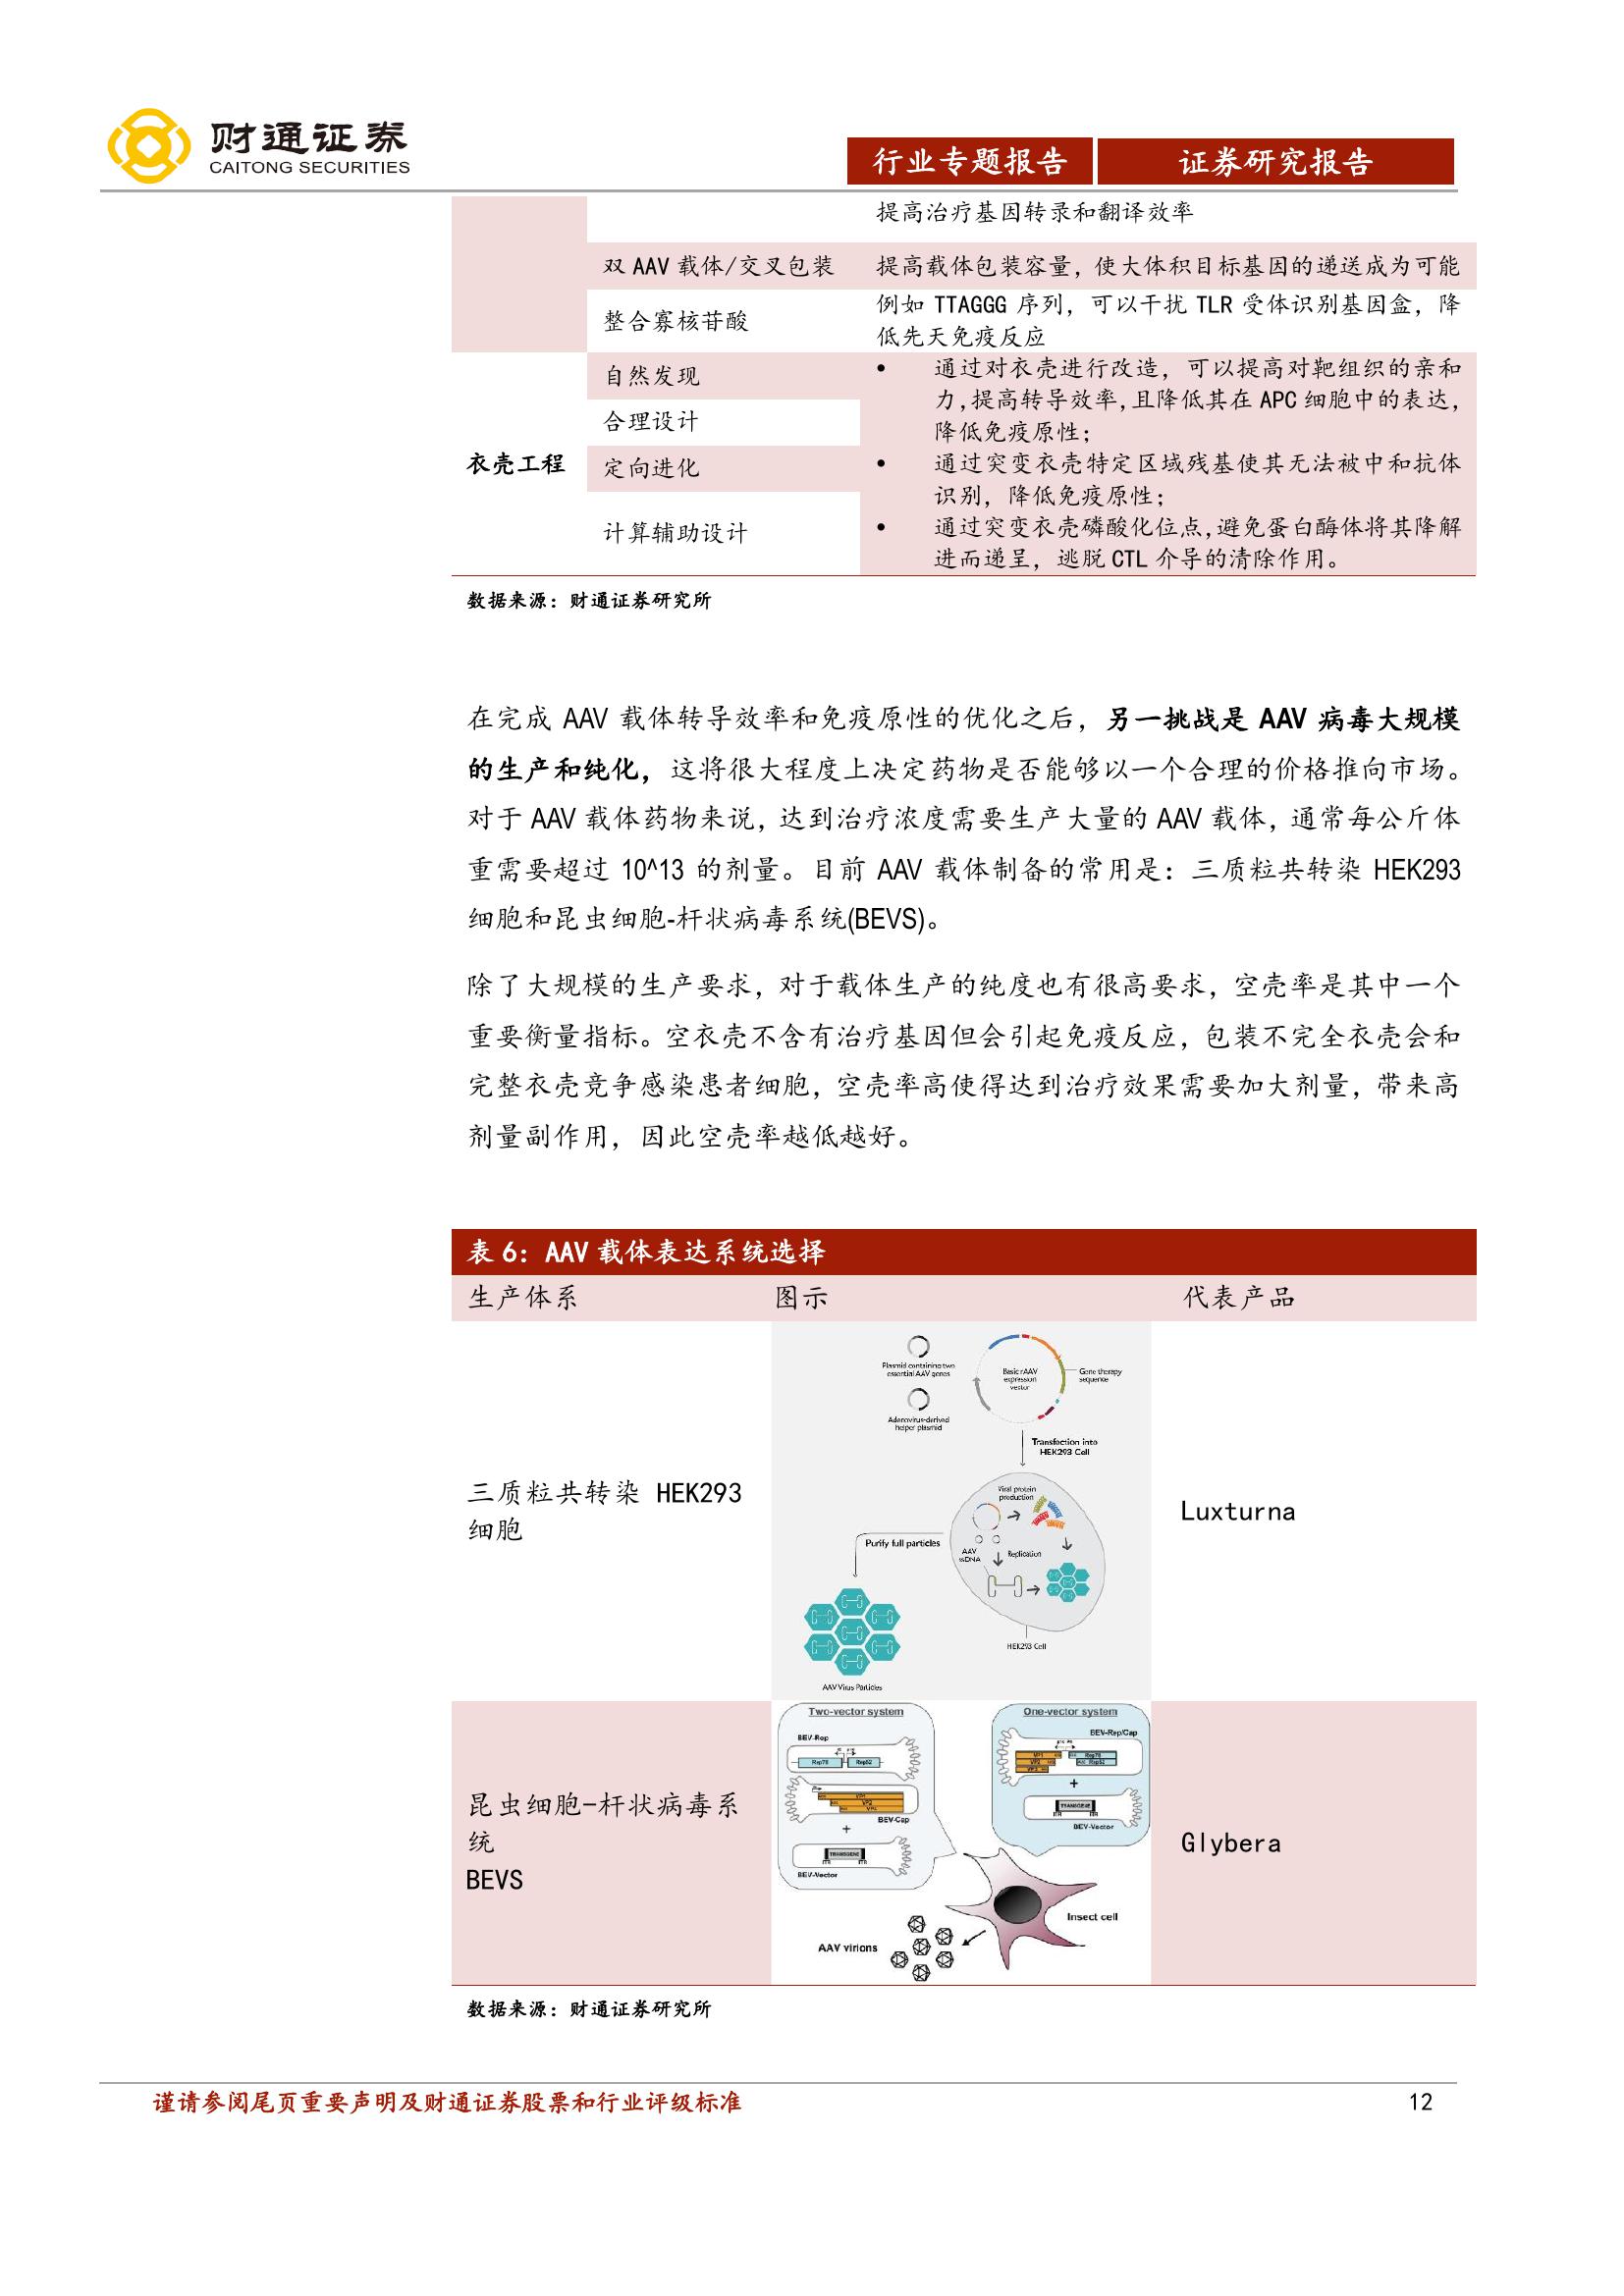 财通证券
CAITONG SECURITIES
行业专题报告 证券研究报告
提高治疗基因转录和翻译效率
双 AAV 载体/交叉包装 提高载体包装容量，使大体积目标基因的递送成为可能
整合寡核苷酸
例如 TTAGGG 序列，可以干扰 TLR 受体识别基因盒，降
低先天免疫反应
衣壳工程
自然发现
合理设计
定向进化
计算辅助设计
• 通过对衣壳进行改造，可以提高对靶组织的亲和
力,提高转导效率,且降低其在 APC 细胞中的表达,
降低免疫原性；
• 通过突变衣壳特定区域残基使其无法被中和抗体
识别，降低免疫原性；
• 通过突变衣壳磷酸化位点,避免蛋白酶体将其降解
进而递呈，逃脱 CTL 介导的清除作用。
数据来源：财通证券研究所
在完成 AAV 载体转导效率和免疫原性的优化之后，另一挑战是 AAV 病毒大规模
的生产和纯化，这将很大程度上决定药物是否能够以一个合理的价格推向市场。
对于 AAV 载体药物来说，达到治疗浓度需要生产大量的 AAV 载体，通常每公斤体
重需要超过 10^13 的剂量。目前 AAV 载体制备的常用是：三质粒共转染 HEK293
细胞和昆虫细胞-杆状病毒系统(BEVS)。
除了大规模的生产要求，对于载体生产的纯度也有很高要求，空壳率是其中一个
重要衡量指标。空衣壳不含有治疗基因但会引起免疫反应，包装不完全衣壳会和
完整衣壳竞争感染患者细胞，空壳率高使得达到治疗效果需要加大剂量，带来高
剂量副作用，因此空壳率越低越好。
表 6：AAV 载体表达系统选择
生产体系 图示 代表产品
三质粒共转染 HEK293
细胞
Plasmid containing two
essential AAV genes
Adenovirus-derived
helper plasmid
Basic rAAV
expression
vector
Gene therapy
sequence
Transfection into
HEK293 Cell
Viral protein
production
AAV
ssDNA
Replication
Purify full particles
HEK293 Cell
AAV Virus Particles
Luxturna
昆虫细胞-杆状病毒系
统
BEVS
Two-vector system
BEV-Rep
Rep78 Rep52
VP1
VP2
VP3
BEV-Cap
+
TRANSGENE
BEV-Vector
One-vector system
BEV-Rep/Cap
VP1 Rep78
VP2 Rep52
VP3
+
TRANSGENE
BEV-Vector
Insect cell
AAV virions
Glybera
数据来源：财通证券研究所
谨请参阅尾页重要声明及财通证券股票和行业评级标准 12